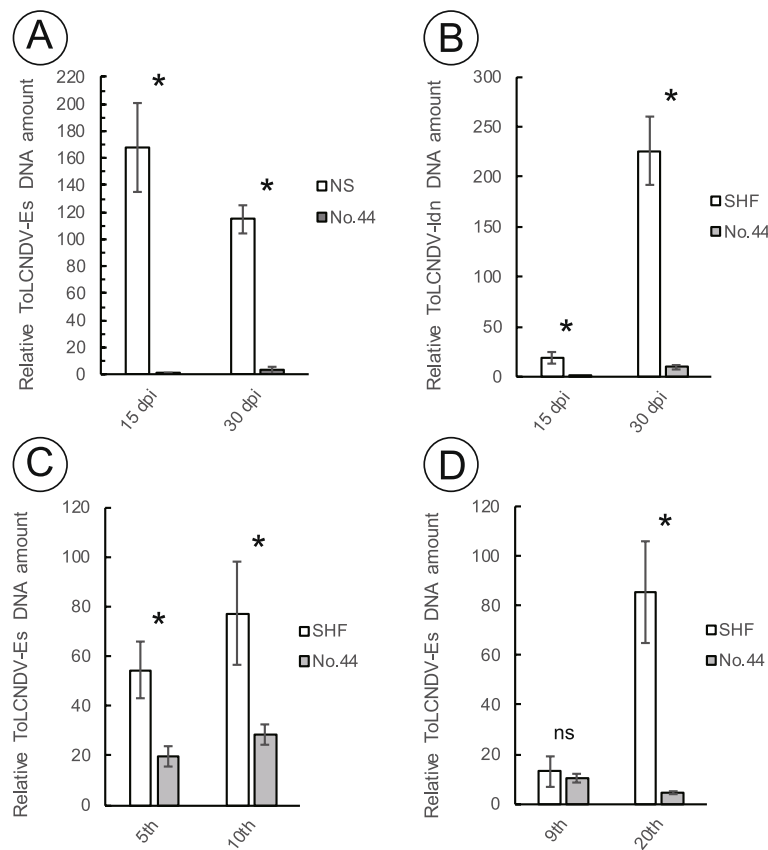 A
Relative ToLCNDV-Es DNA amount
220
200
180
160
140
120
100
80
60
40
20
0
*
*
NS
No.44
15 dpi
30 dpi
B
Relative ToLCNDV-Idn DNA amount
300
250
200
150
100
50
0
*
*
SHF
No.44
15 dpi
30 dpi
C
Relative ToLCNDV-Es DNA amount
120
100
80
60
40
20
0
*
*
SHF
No.44
5th
10th
D
Relative ToLCNDV-Es DNA amount
120
100
80
60
40
20
0
ns
*
SHF
No.44
9th
20th